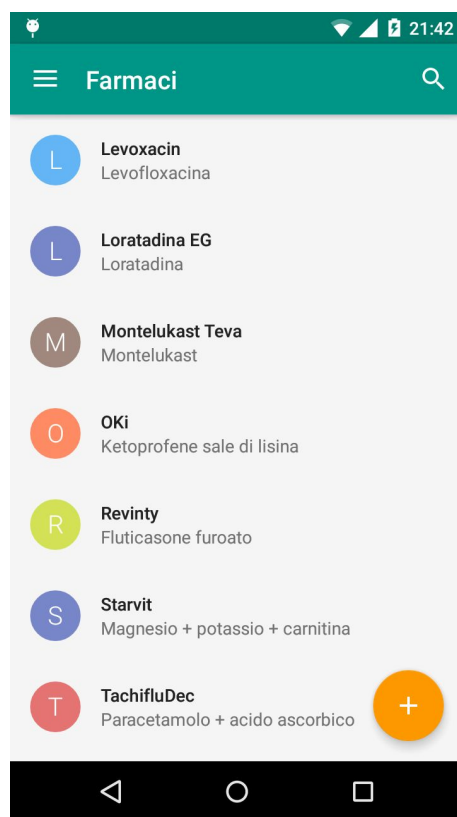 21:42
Farmaci
L
Levoxacin
Levofloxacina
L
Loratadina EG
Loratadina
M
Montelukast Teva
Montelukast
O
OKi
Ketoprofene sale di lisina
R
Revinty
Fluticasone furoato
S
Starvit
Magnesio + potassio + carnitina
T
TachifluDec
Paracetamolo + acido ascorbico
+